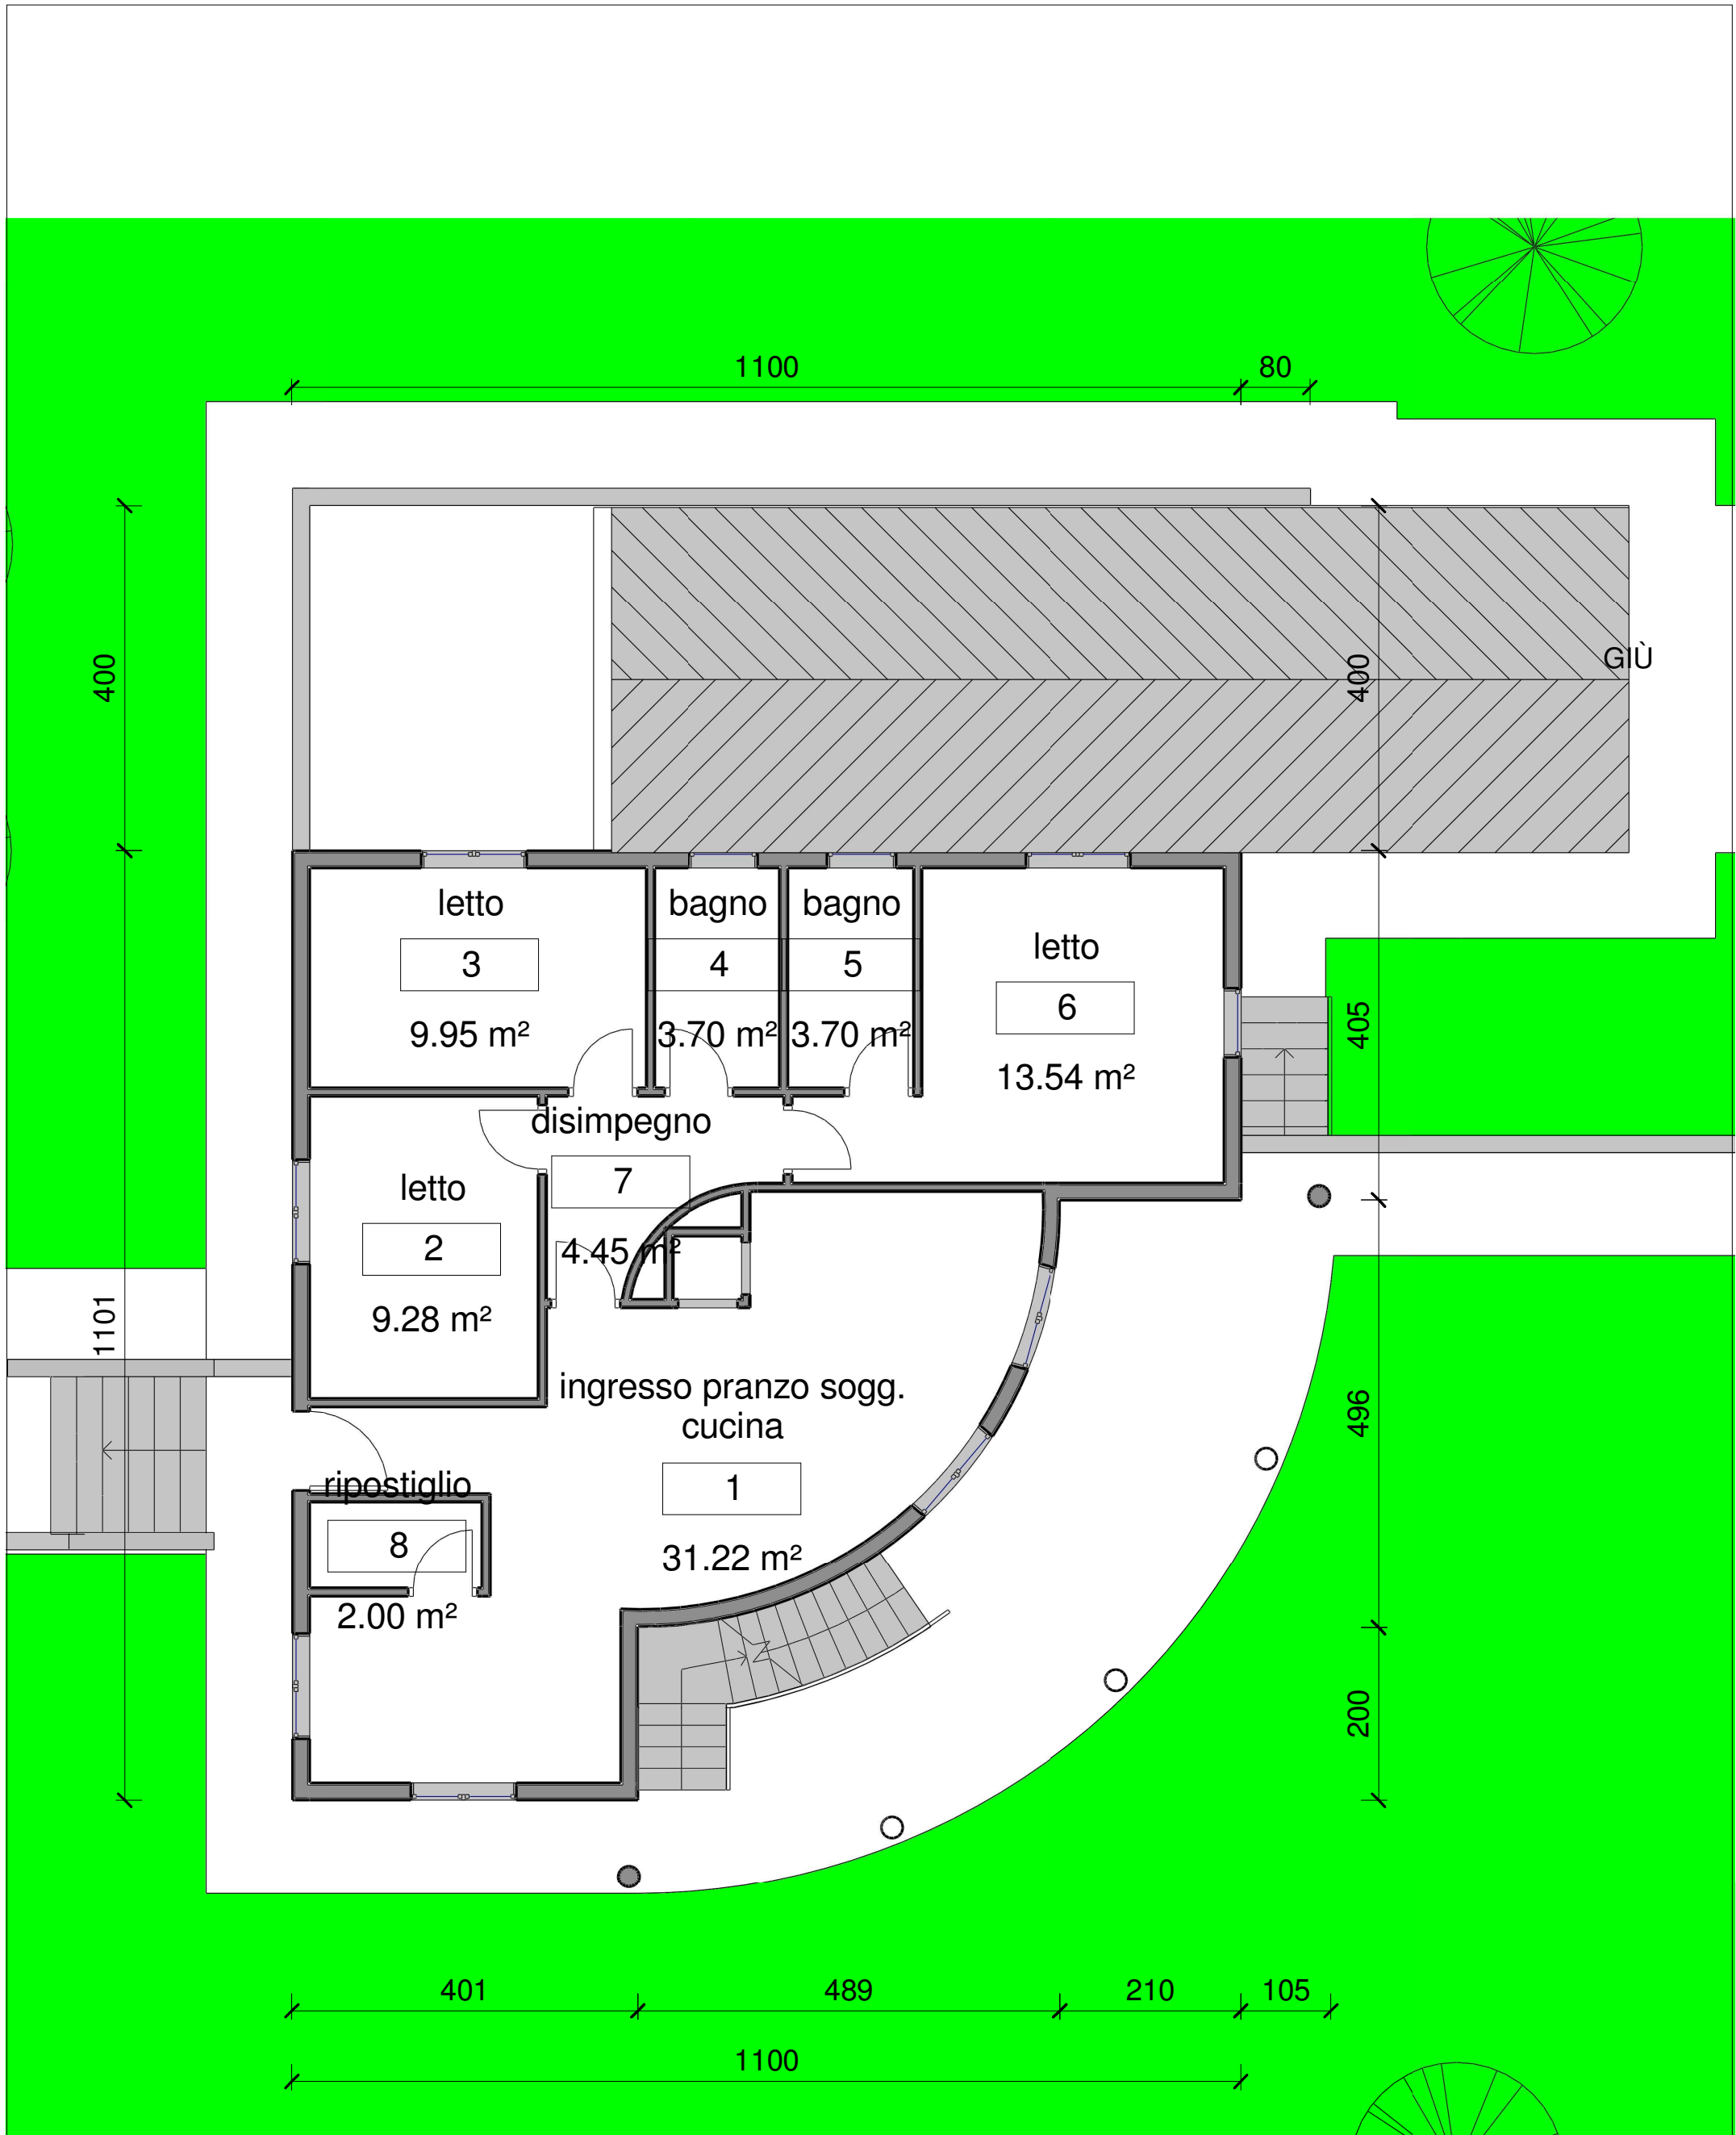 1100
80
400
400
GIÙ
letto
3
9.95 m²
bagno
4
3.70 m²
bagno
5
3.70 m²
letto
6
13.54 m²
405
disimpegno
7
4.45 m²
letto
2
9.28 m²
1101
ingresso pranzo sogg.
cucina
1
31.22 m²
496
ripostiglio
8
2.00 m²
200
401
489
210
105
1100